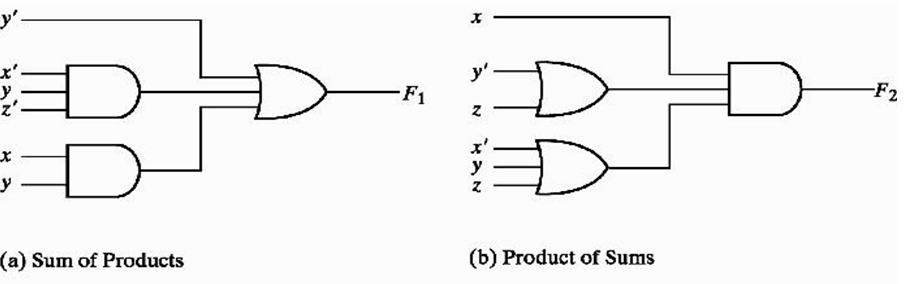 y′
x′
y
z′
x
y
F₁
(a) Sum of Products
x
y′
z
x′
y
z
F₂
(b) Product of Sums